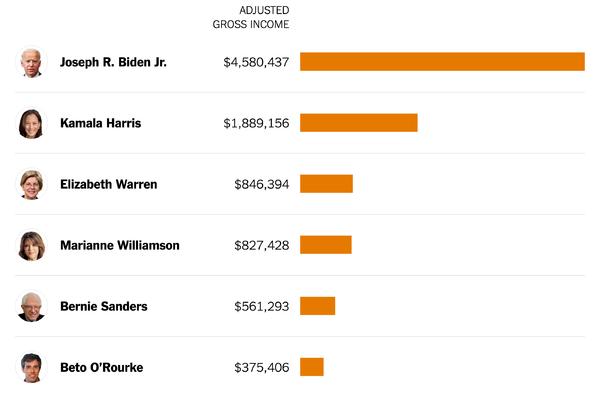 ADJUSTED
GROSS INCOME
Joseph R. Biden Jr. $4,580,437
Kamala Harris $1,889,156
Elizabeth Warren $846,394
Marianne Williamson $827,428
Bernie Sanders $561,293
Beto O’Rourke $375,406